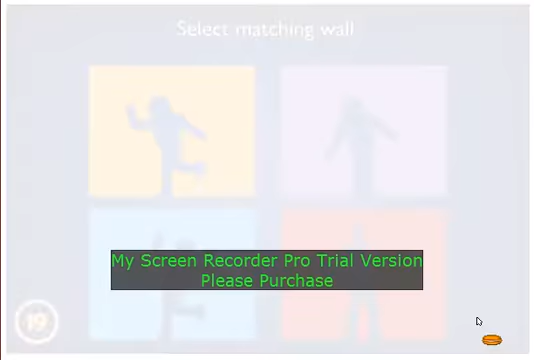 Select matching wall
My Screen Recorder Pro Trial Version
Please Purchase
19